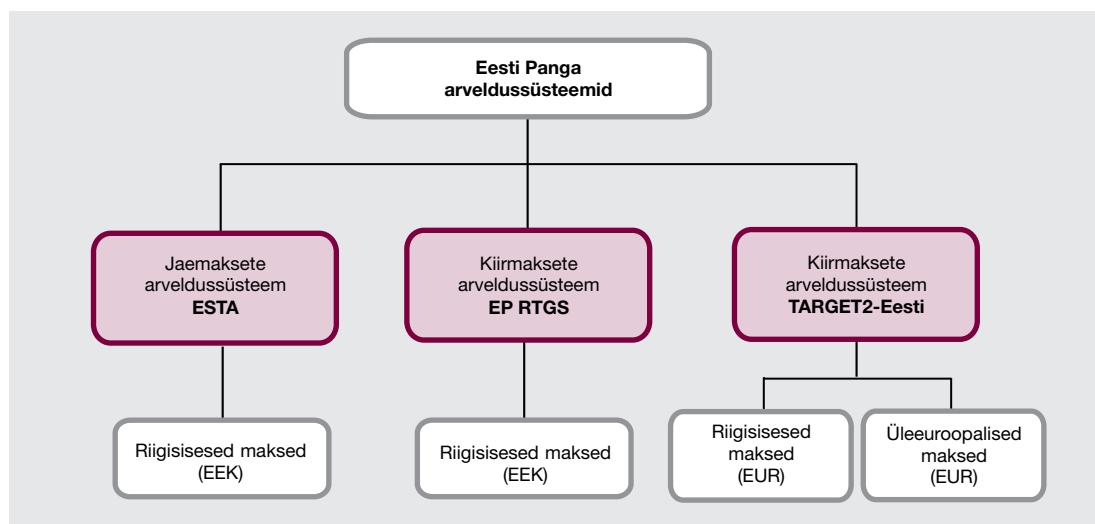 Eesti Panga
arveldussüsteemid
Jaemaksete
arveldussüsteem
ESTA
Kiirmaksete
arveldussüsteem
EP RTGS
Kiirmaksete
arveldussüsteem
TARGET2-Eesti
Riigisisesed maksed
(EEK)
Riigisisesed maksed
(EEK)
Riigisisesed
maksed
(EUR)
Üleeuroopalised
maksed
(EUR)